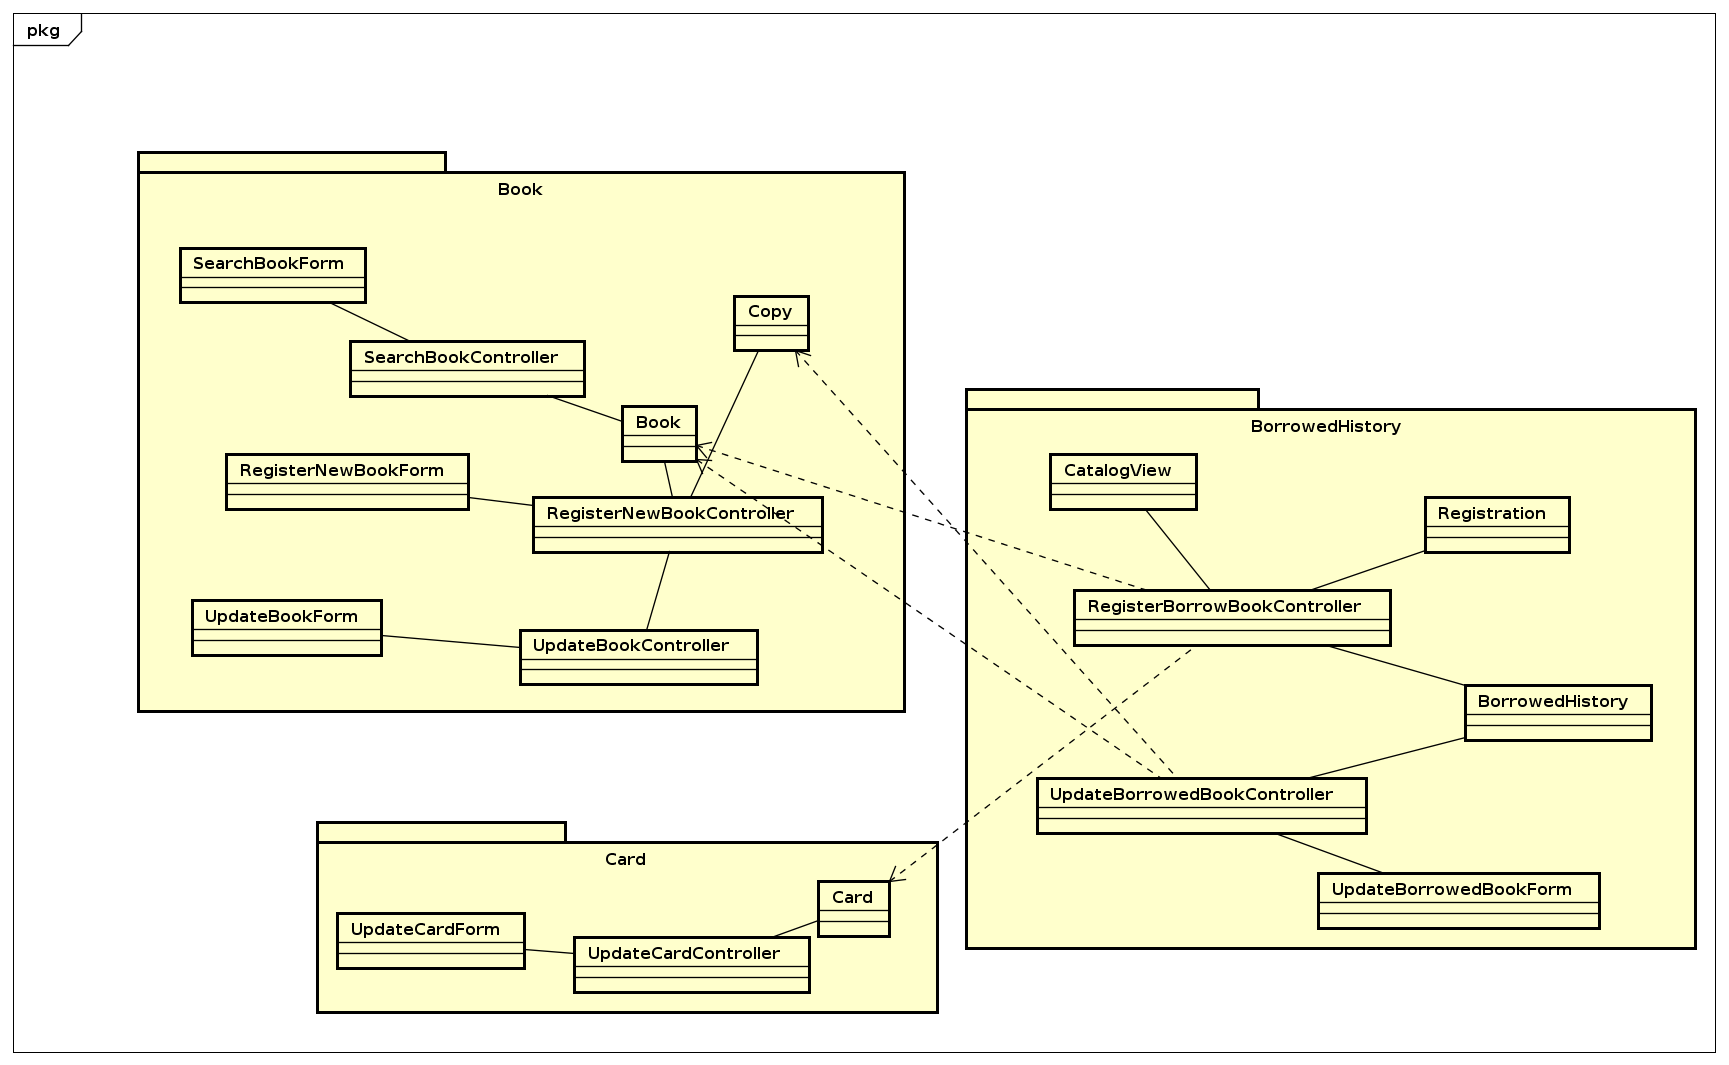 pkg
Book
SearchBookForm
Copy
SearchBookController
Book
RegisterNewBookForm
RegisterNewBookController
UpdateBookForm
UpdateBookController
BorrowedHistory
CatalogView
Registration
RegisterBorrowBookController
BorrowedHistory
UpdateBorrowedBookController
UpdateBorrowedBookForm
Card
Card
UpdateCardForm
UpdateCardController